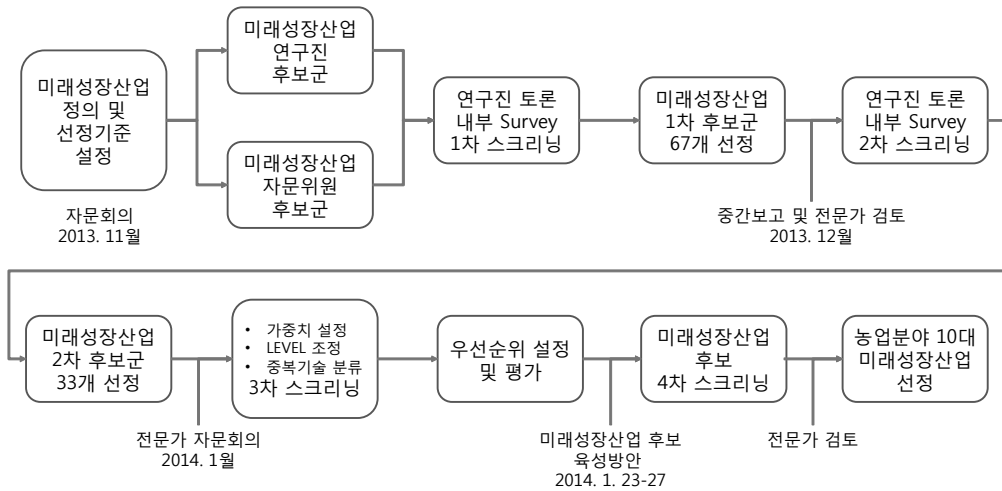 미래성장산업
정의 및
선정기준
설정
자문회의
2013. 11월
미래성장산업
연구진
후보군
미래성장산업
자문위원
후보군
연구진 토론
내부 Survey
1차 스크리닝
미래성장산업
1차 후보군
67개 선정
중간보고 및 전문가 검토
2013. 12월
연구진 토론
내부 Survey
2차 스크리닝
미래성장산업
2차 후보군
33개 선정
전문가 자문회의
2014. 1월
• 가중치 설정
• LEVEL 조정
• 중복기술 분류
3차 스크리닝
우선순위 설정
및 평가
미래성장산업 후보
육성방안
2014. 1. 23-27
미래성장산업
후보
4차 스크리닝
전문가 검토
농업분야 10대
미래성장산업
선정